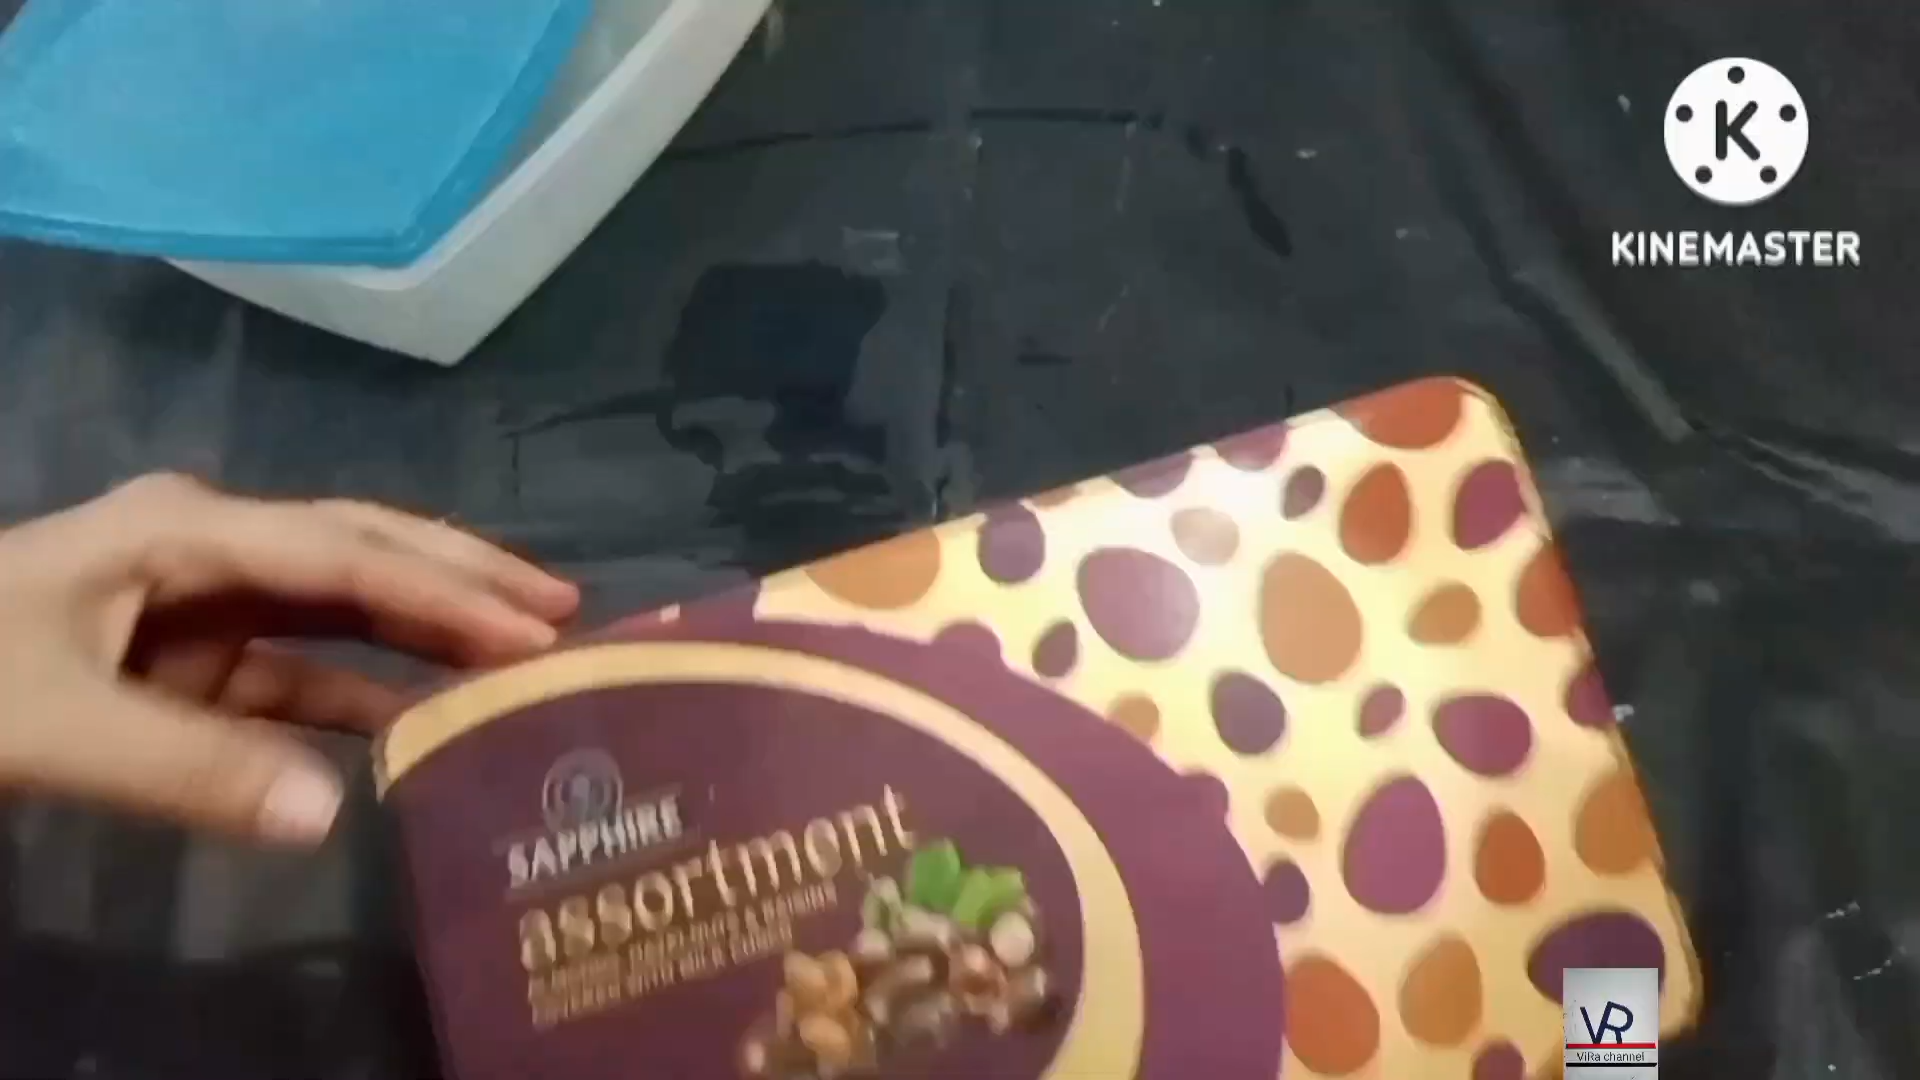 KINEMASTER
SAPPHIRE
assortment
VR
ViRa channel